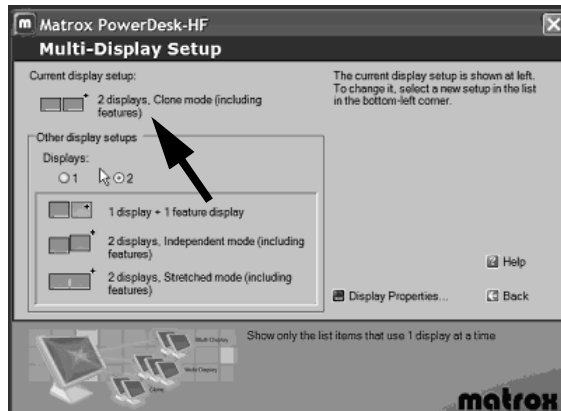 m Matrox PowerDesk-HF
Multi-Display Setup
Current display setup:
2 displays, Clone mode (including
features)
The current display setup is shown at left.
To change it, select a new setup in the list
in the bottom-left corner.
Other display setups
Displays:
1 2
1 display + 1 feature display
2 displays, Independent mode (including
features)
2 displays, Stretched mode (including
features)
Help
Display Properties...
Back
Show only the list items that use 1 display at a time
Multi-Display
Clone
matrox